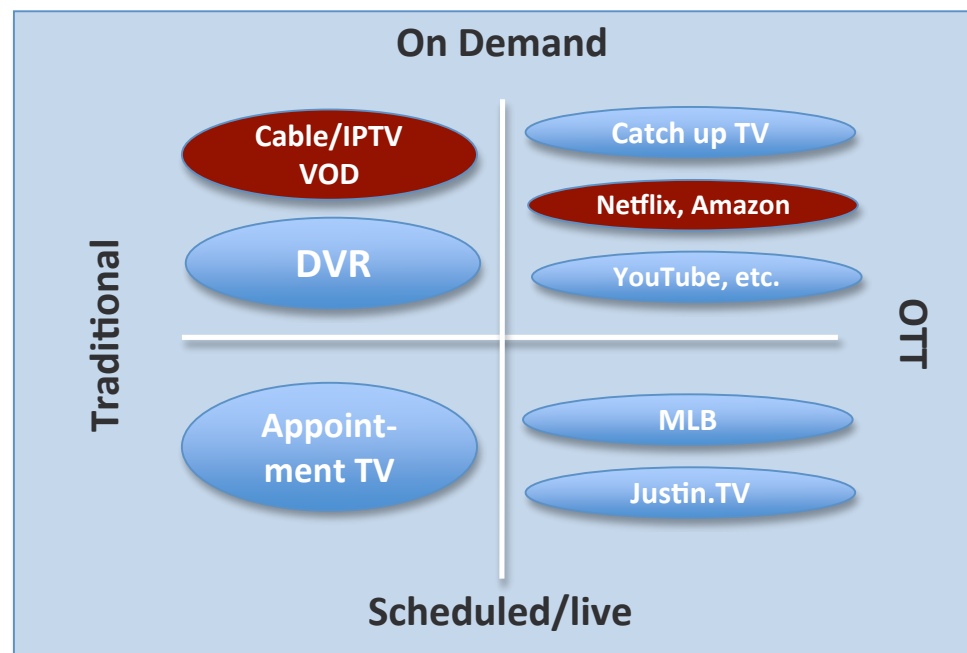 On Demand
Cable/IPTV
VOD
DVR
Catch up TV
Netflix, Amazon
YouTube, etc.
Traditional
OTT
Appoint-
ment TV
MLB
Justin.TV
Scheduled/live